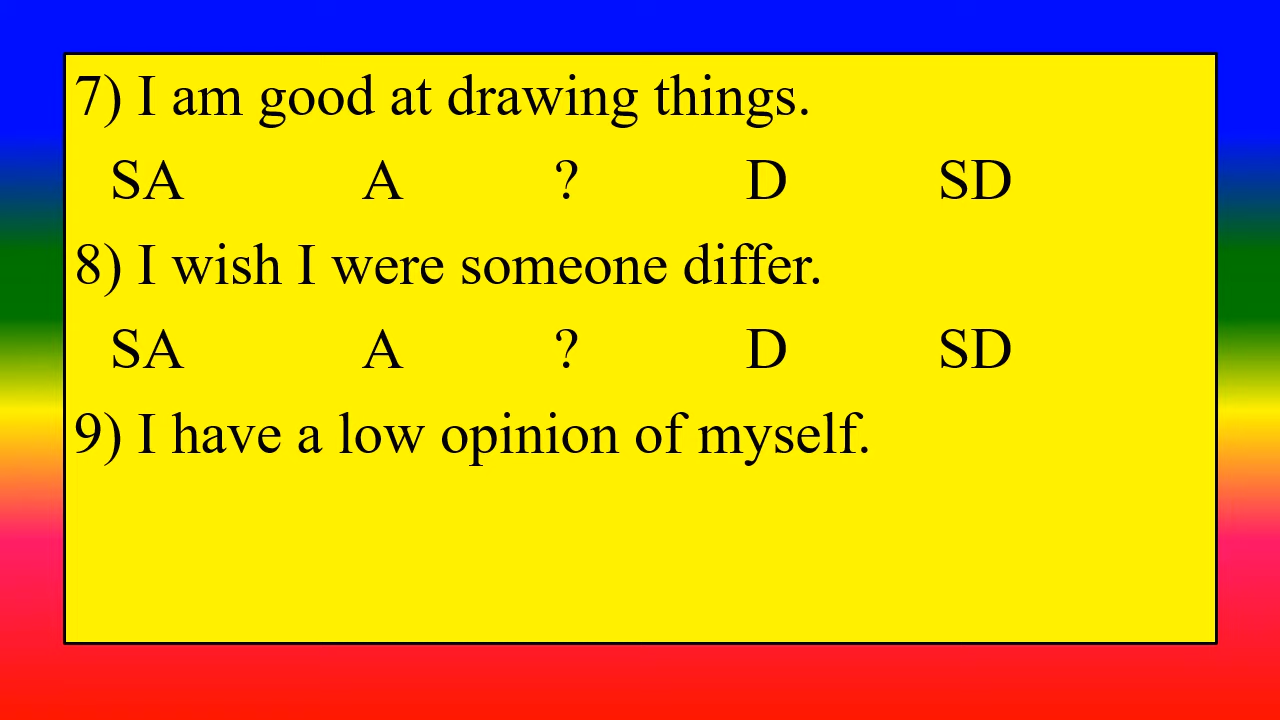 7) I am good at drawing things.
SA A ? D SD
8) I wish I were someone differ.
SA A ? D SD
9) I have a low opinion of myself.